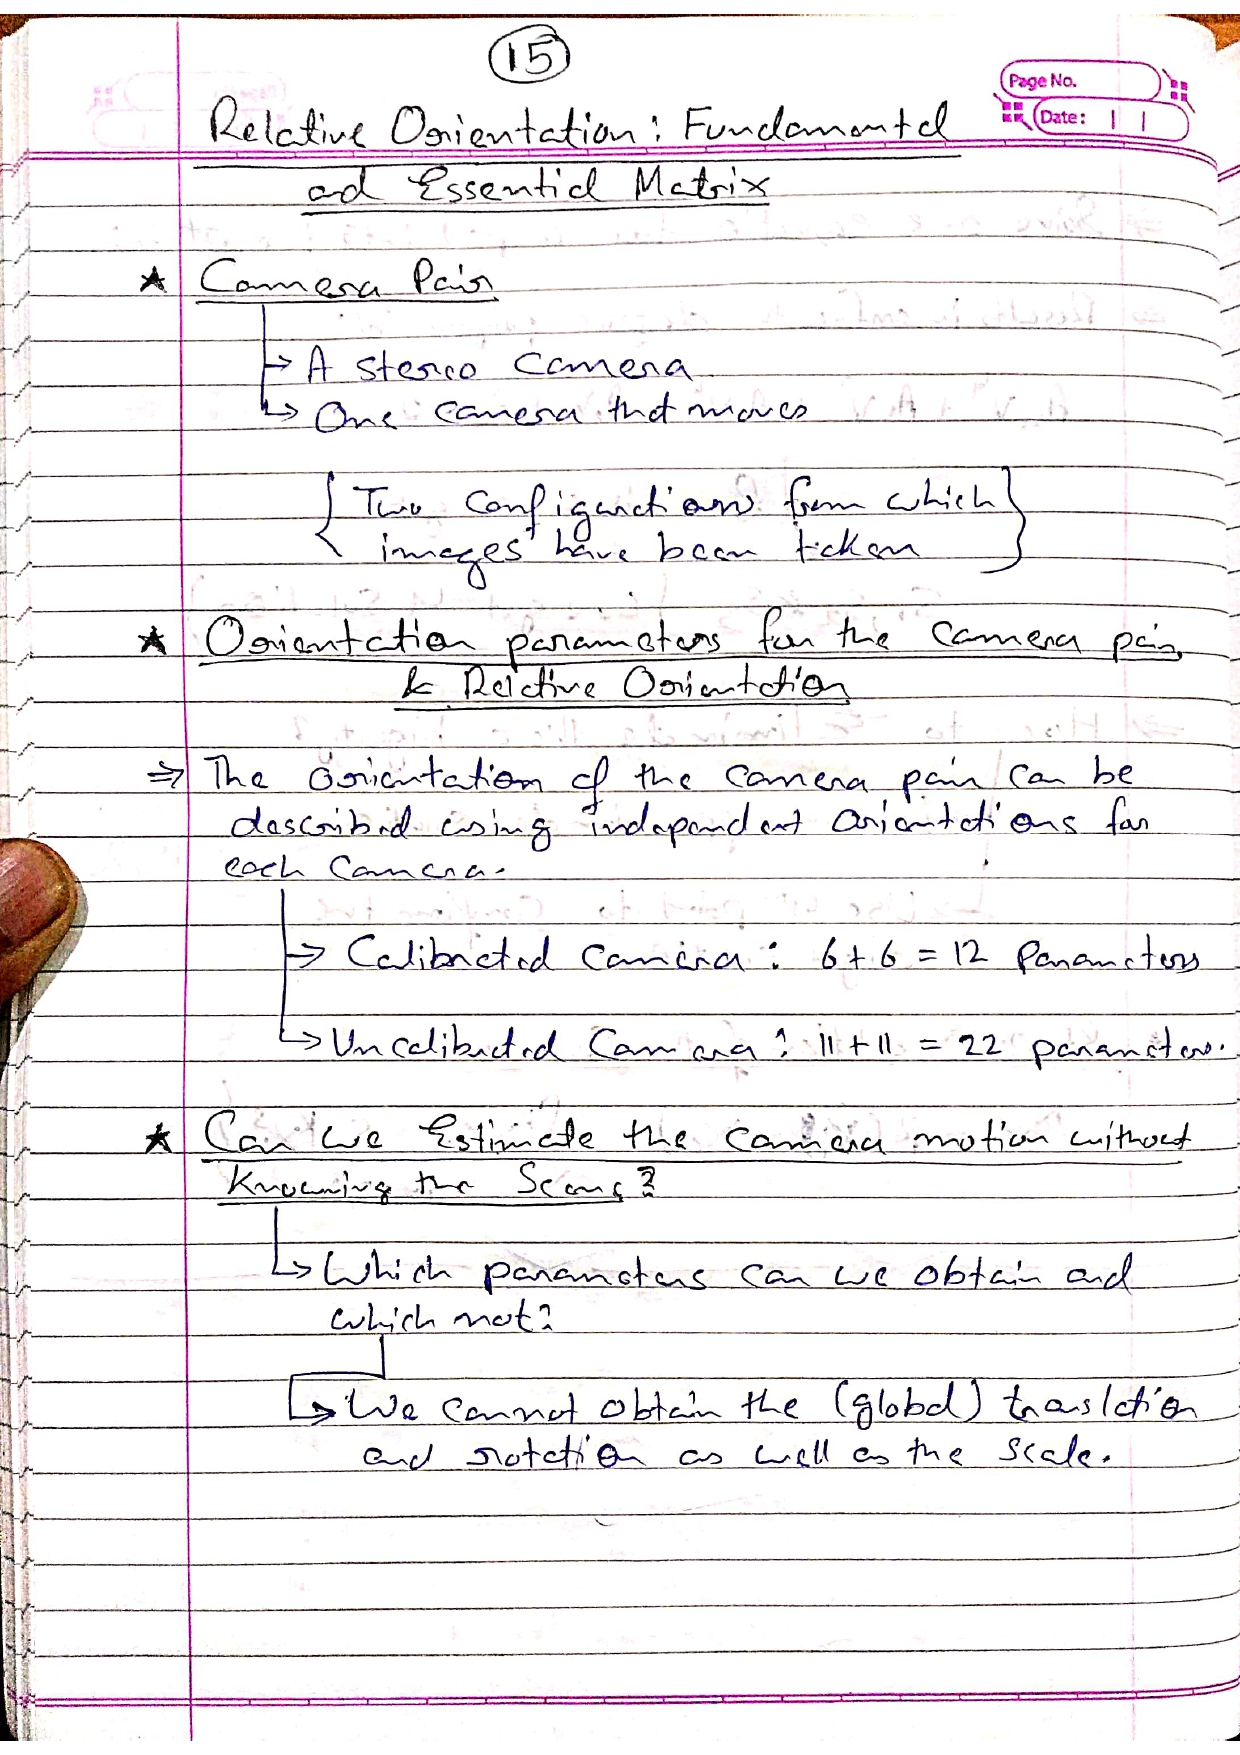 15
Page No.
Date:
Relative Orientation: Fundamental
and Essential Matrix
★ Camera Pair
→ A stereo camera
↳ One camera that moves
{ Two configurations from which
images have been taken }
★ Orientation parameters for the camera pair
& Relative Orientation
⇒ The orientation of the camera pair can be
described using independent orientations for
each camera.
→ Calibrated camera : 6+6 = 12 Parameters
↳ Uncalibrated Camera : 11+11 = 22 parameters.
★ Can we Estimate the camera motion without
Knowing the Scene?
↳ Which parameters can we obtain and
which not?
↳ We cannot obtain the (global) translation
and rotation as well as the scale.